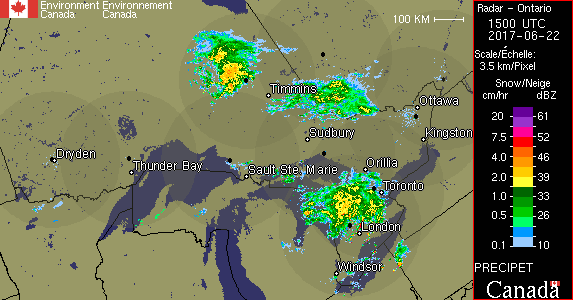 Environment Environnement
Canada Canada
100 KM
Timmins
Ottawa
Sudbury
Kingston
Dryden
Thunder Bay
Sault Ste. Marie
Orillia
Toronto
London
Windsor
Radar - Ontario
1500 UTC
2017-06-22
Scale/Échelle:
3.5 km/Pixel
Snow/Neige
cm/hr dBZ
20 61
7.5 52
4.0 46
2.0 39
1.0 33
0.5 26
0.1 10
PRECIPET
Canada